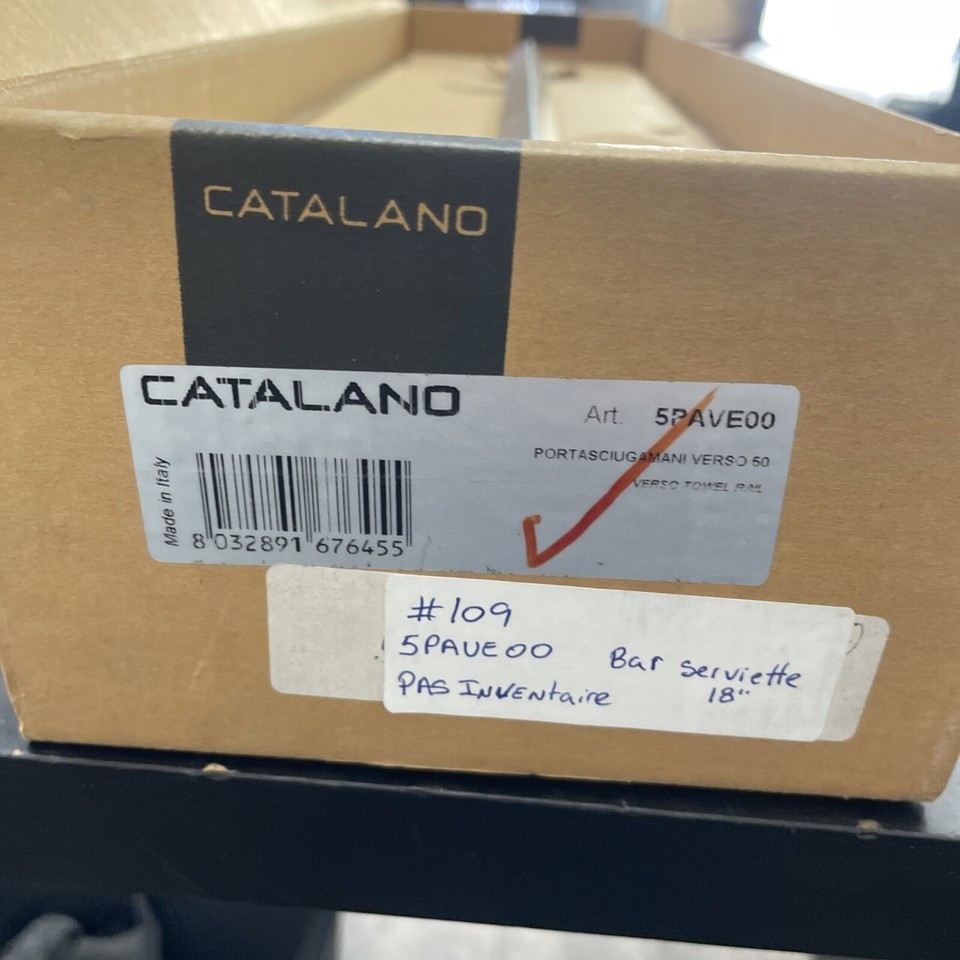 CATALANO
CATALANO
Art. 5PAVE00
PORTASCIUGAMANI VERSO 50
VERSO TOWEL RAIL
Made in Italy
8 032891 676455
#109
5PAVE00 Bar serviette
PAS INVENtaire 18"